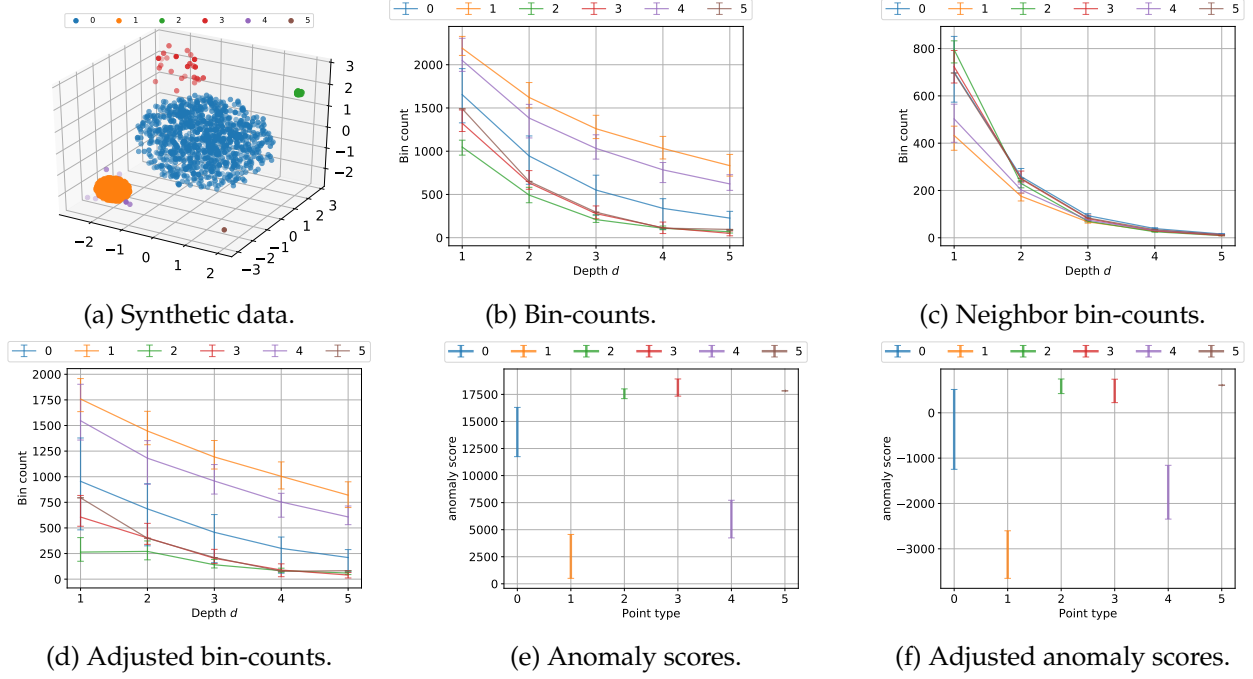 0 1 2 3 4 5
3
2
1
0
−1
−2
−2 −1 0 1 2
−3 −2 −1 0 1 2 3
(a) Synthetic data.
0 1 2 3 4 5
2000
1500
1000
500
0
Bin count
1 2 3 4 5
Depth d
(b) Bin-counts.
0 1 2 3 4 5
800
600
400
200
0
Bin count
1 2 3 4 5
Depth d
(c) Neighbor bin-counts.
0 1 2 3 4 5
2000
1750
1500
1250
1000
750
500
250
0
Bin count
1 2 3 4 5
Depth d
(d) Adjusted bin-counts.
0 1 2 3 4 5
17500
15000
12500
10000
7500
5000
2500
0
anomaly score
0 1 2 3 4 5
Point type
(e) Anomaly scores.
0 1 2 3 4 5
0
−1000
−2000
−3000
anomaly score
0 1 2 3 4 5
Point type
(f) Adjusted anomaly scores.